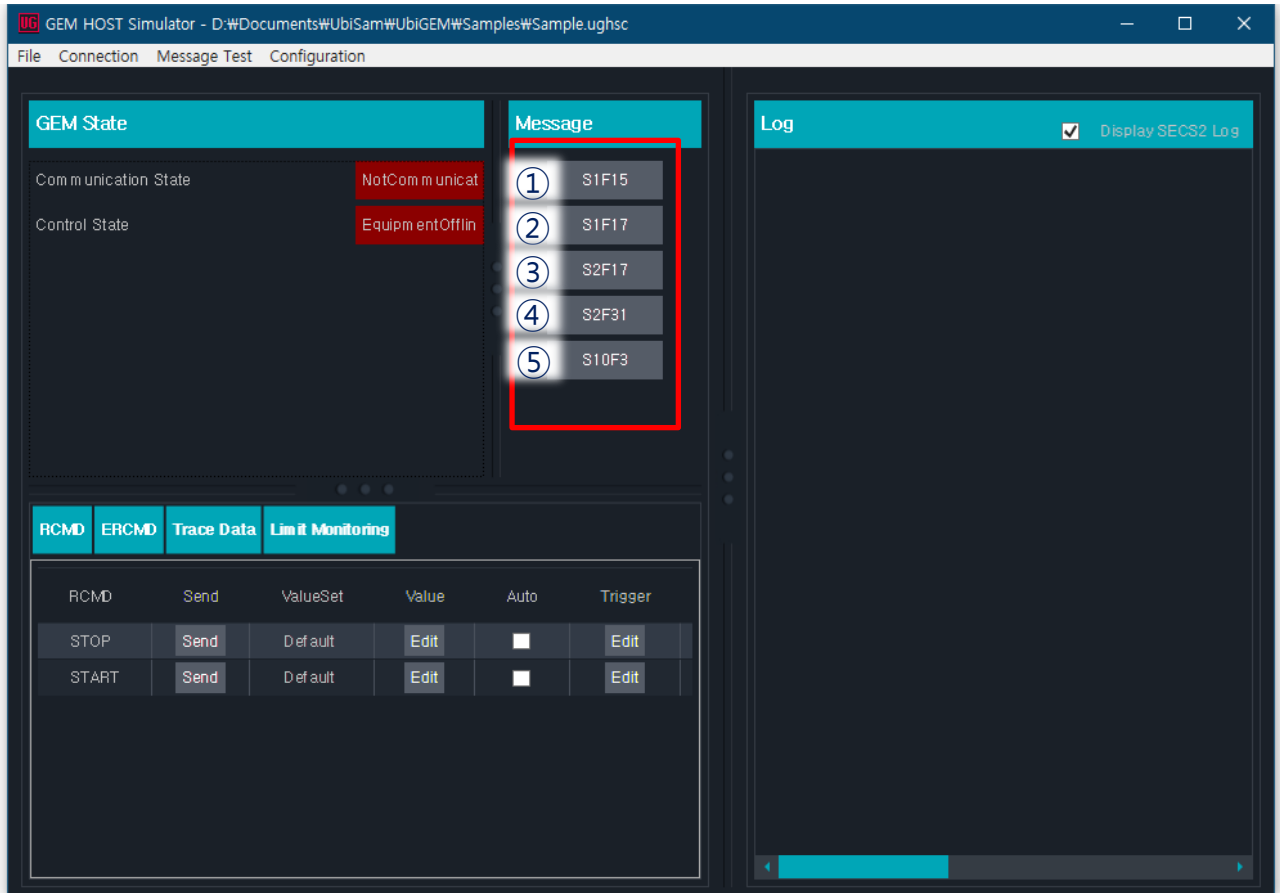 UG GEM HOST Simulator - D:₩Documents₩UbiSam₩UbiGEM₩Samples₩Sample.ughsc
File Connection Message Test Configuration
GEM State
Communication State NotCommunicat
Control State EquipmentOfflin
Message
① S1F15
② S1F17
③ S2F17
④ S2F31
⑤ S10F3
Log Display SECS2 Log
RCMD ERCMD Trace Data Limit Monitoring
RCMD Send ValueSet Value Auto Trigger
STOP Send Default Edit Edit
START Send Default Edit Edit